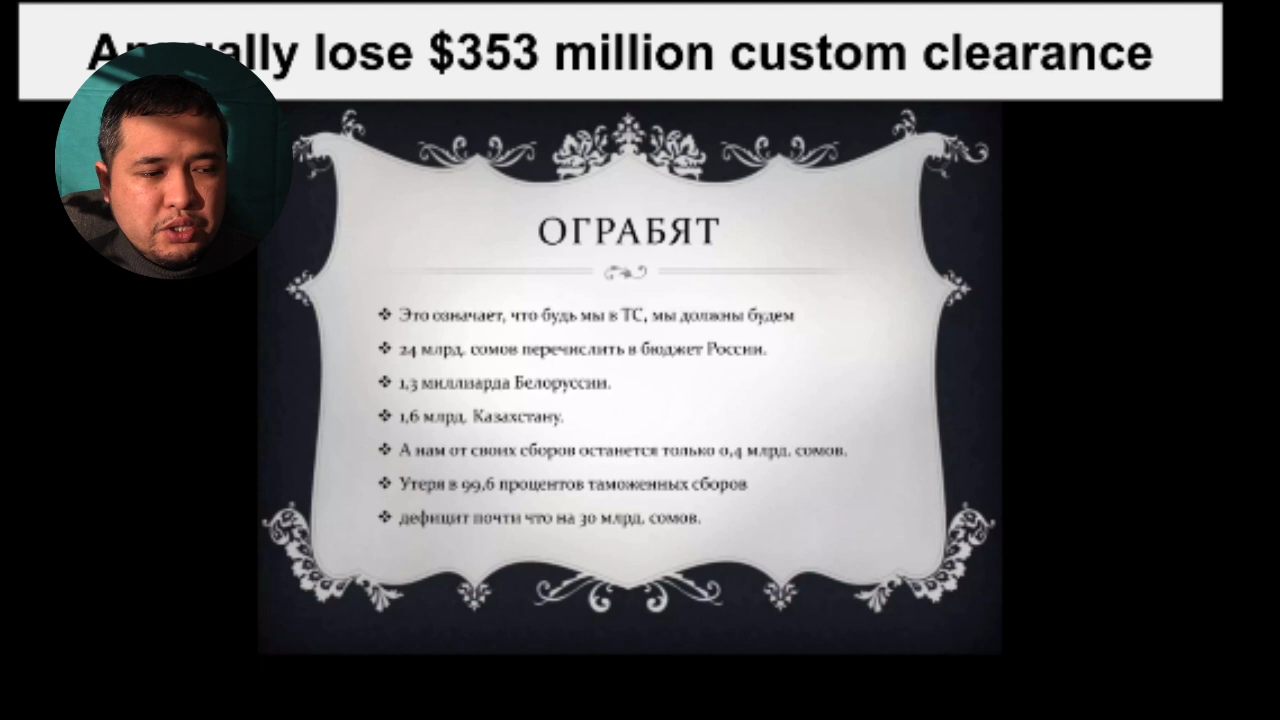 Annually lose $353 million custom clearance
ОГРАБЯТ
Это означает, что будь мы в ТС, мы должны будем
24 млрд. сомов перечислить в бюджет России.
1,3 миллиарда Белоруссии.
1,6 млрд. Казахстану.
А нам от своих сборов останется только 0,4 млрд. сомов.
Утеря в 99,6 процентов таможенных сборов
дефицит почти что на 30 млрд. сомов.